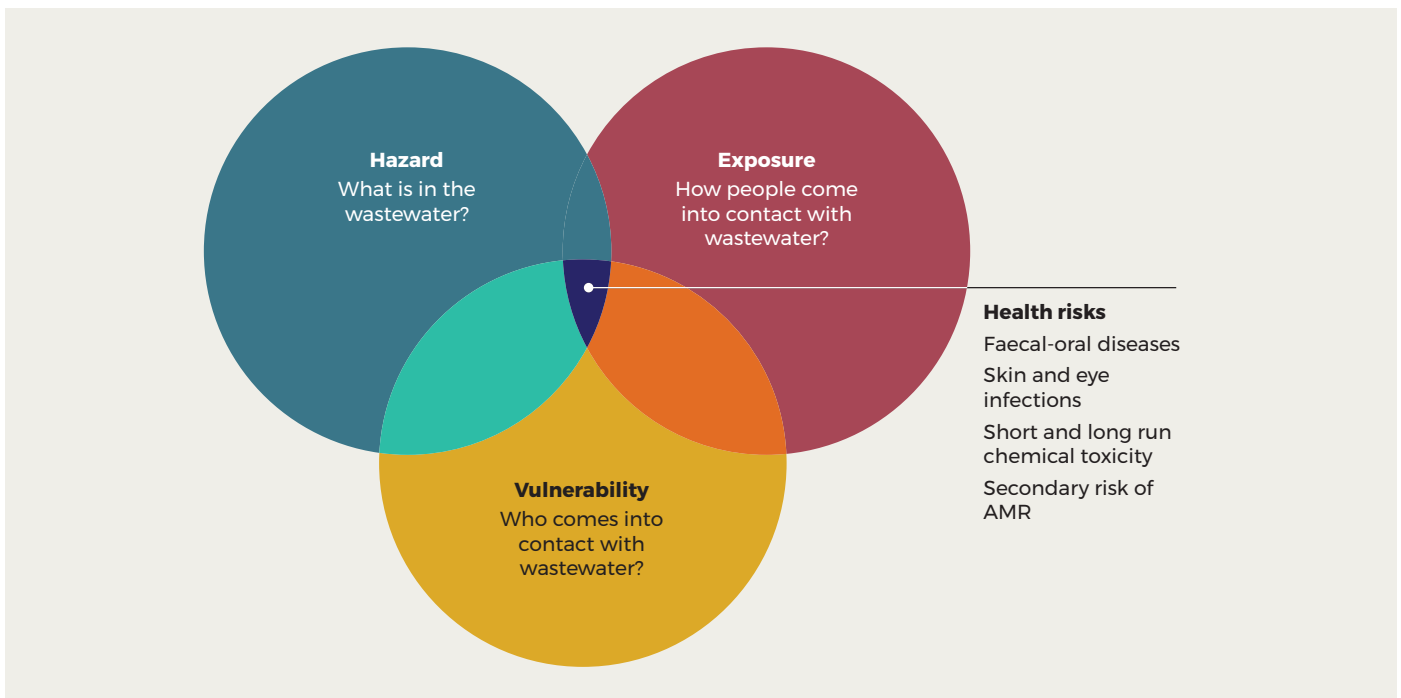 Hazard
What is in the
wastewater?
Exposure
How people come
into contact with
wastewater?
Health risks
Faecal-oral diseases
Skin and eye
infections
Short and long run
chemical toxicity
Secondary risk of
AMR
Vulnerability
Who comes into
contact with
wastewater?